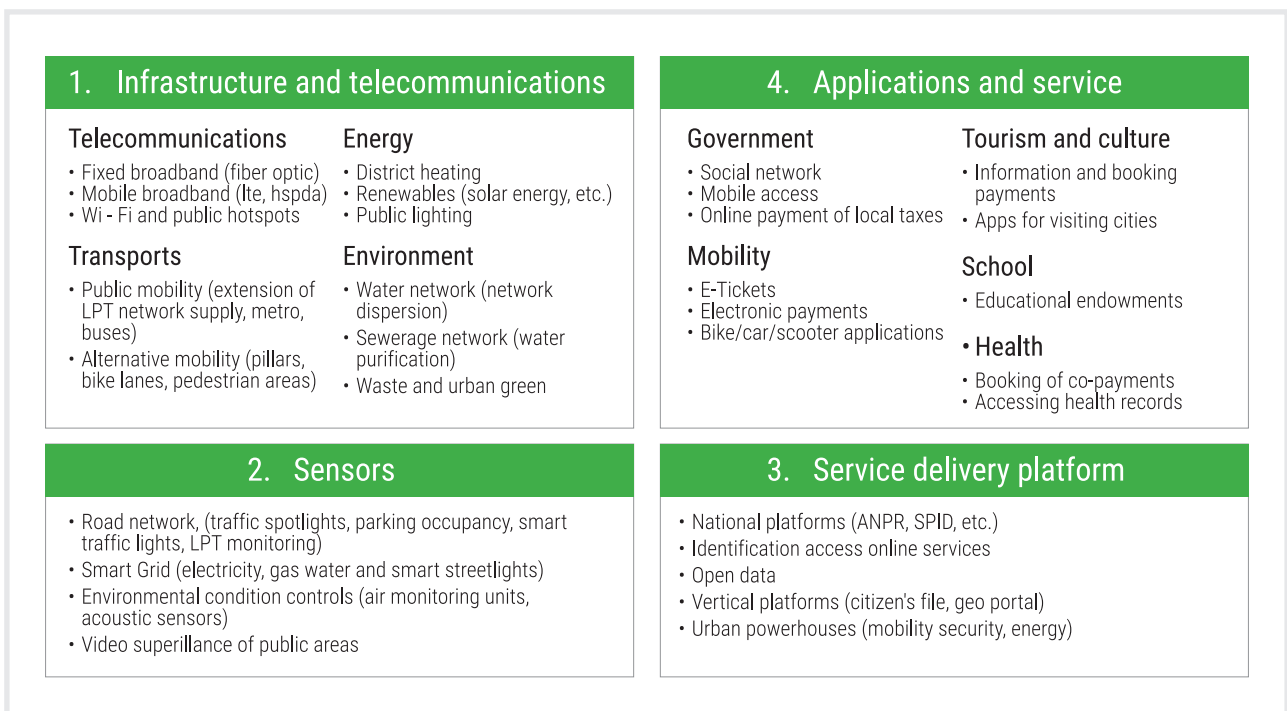 1. Infrastructure and telecommunications
Telecommunications
• Fixed broadband (fiber optic)
• Mobile broadband (lte, hspda)
• Wi - Fi and public hotspots
Transports
• Public mobility (extension of
LPT network supply, metro,
buses)
• Alternative mobility (pillars,
bike lanes, pedestrian areas)
Energy
• District heating
• Renewables (solar energy, etc.)
• Public lighting
Environment
• Water network (network
dispersion)
• Sewerage network (water
purification)
• Waste and urban green
2. Sensors
• Road network, (traffic spotlights, parking occupancy, smart
traffic lights, LPT monitoring)
• Smart Grid (electricity, gas water and smart streetlights)
• Environmental condition controls (air monitoring units,
acoustic sensors)
• Video superillance of public areas
3. Service delivery platform
• National platforms (ANPR, SPID, etc.)
• Identification access online services
• Open data
• Vertical platforms (citizen's file, geo portal)
• Urban powerhouses (mobility security, energy)
4. Applications and service
Government
• Social network
• Mobile access
• Online payment of local taxes
Mobility
• E-Tickets
• Electronic payments
• Bike/car/scooter applications
Tourism and culture
• Information and booking
payments
• Apps for visiting cities
School
• Educational endowments
• Health
• Booking of co-payments
• Accessing health records